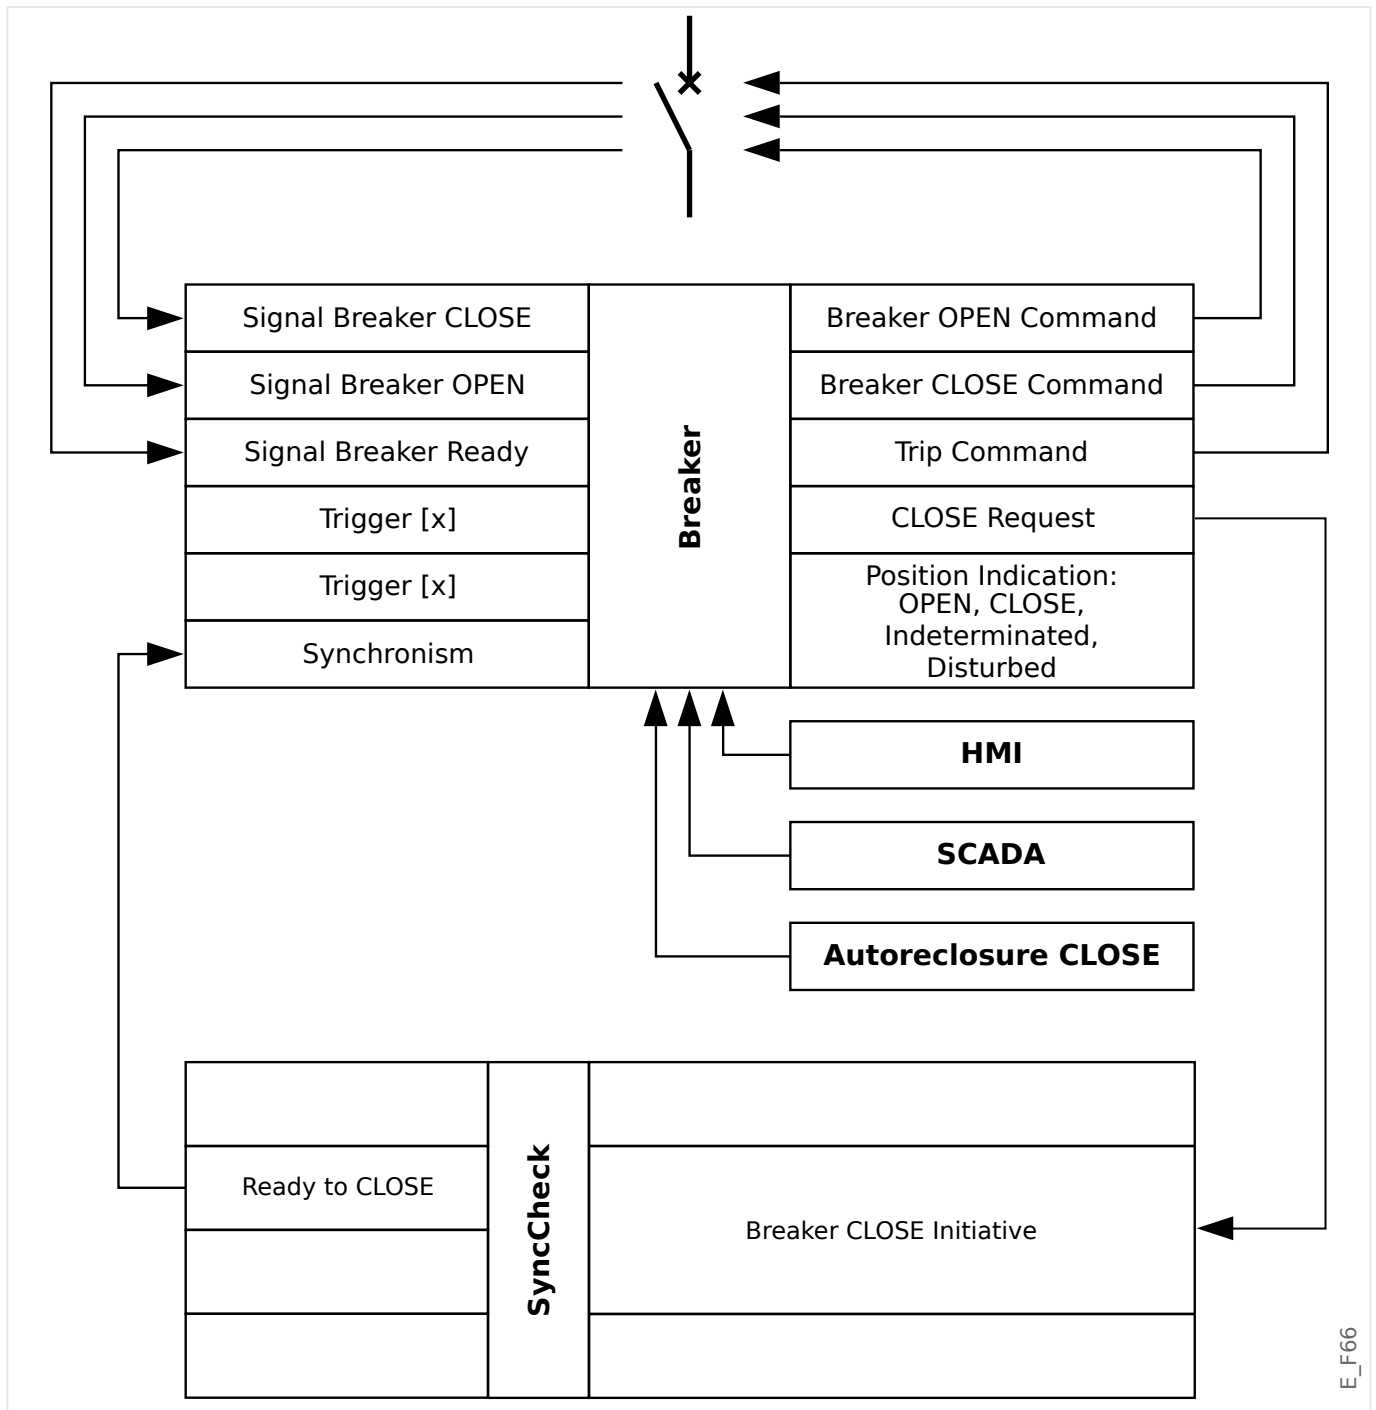 Signal Breaker CLOSE
Signal Breaker OPEN
Signal Breaker Ready
Trigger [x]
Trigger [x]
Synchronism
Breaker
Breaker OPEN Command
Breaker CLOSE Command
Trip Command
CLOSE Request
Position Indication:
OPEN, CLOSE,
Indeterminated,
Disturbed
HMI
SCADA
Autoreclosure CLOSE
Ready to CLOSE
SyncCheck
Breaker CLOSE Initiative
E_F66